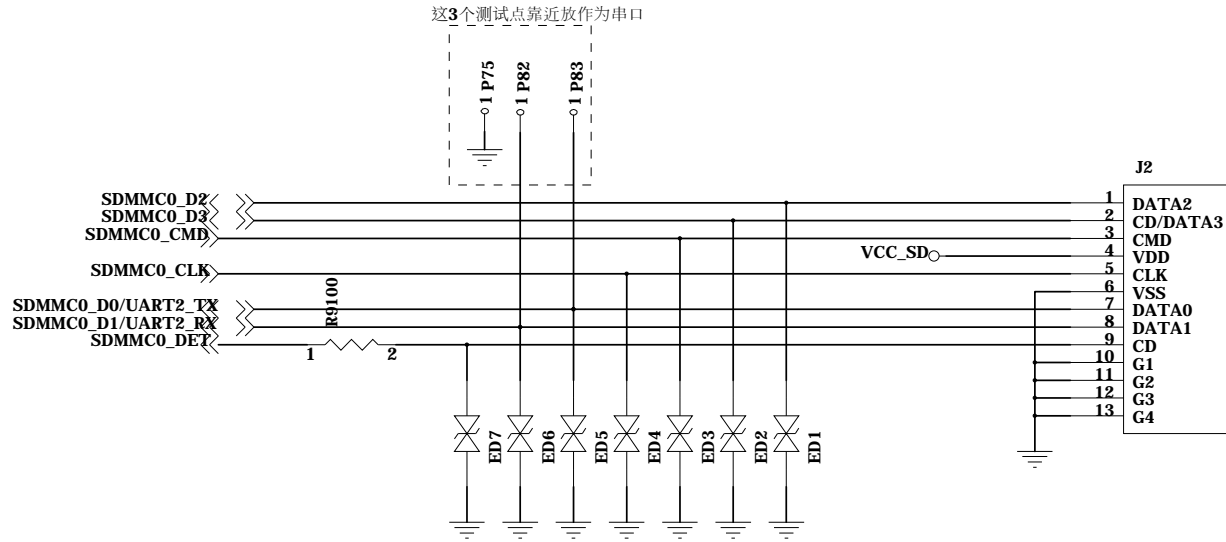 这3个测试点靠近放作为串口
1 P75
1 P82
1 P83
J2
SDMMC0_D2
SDMMC0_D3
SDMMC0_CMD
SDMMC0_CLK
SDMMC0_D0/UART2_TX
SDMMC0_D1/UART2_RX
SDMMC0_DET
R9100
1
2
VCC_SD
1 DATA2
2 CD/DATA3
3 CMD
4 VDD
5 CLK
6 VSS
7 DATA0
8 DATA1
9 CD
10 G1
11 G2
12 G3
13 G4
ED7
ED6
ED5
ED4
ED3
ED2
ED1